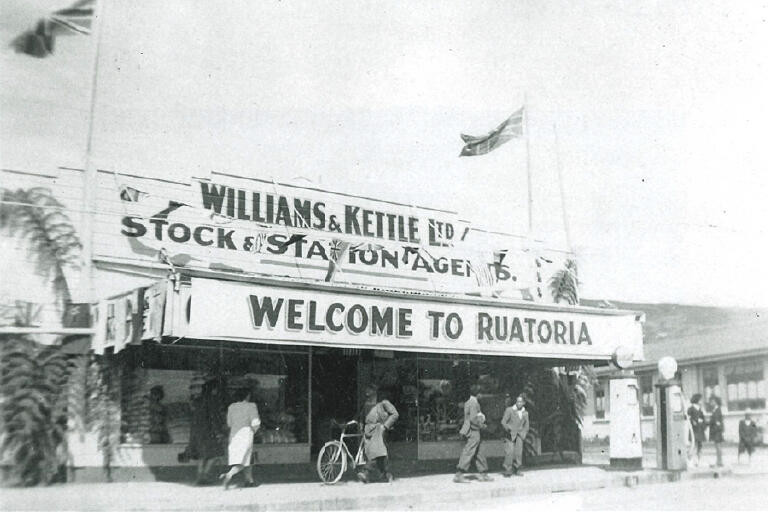 WILLIAMS & KETTLE LTD
STOCK & STATION AGENTS.
WELCOME TO RUATORIA